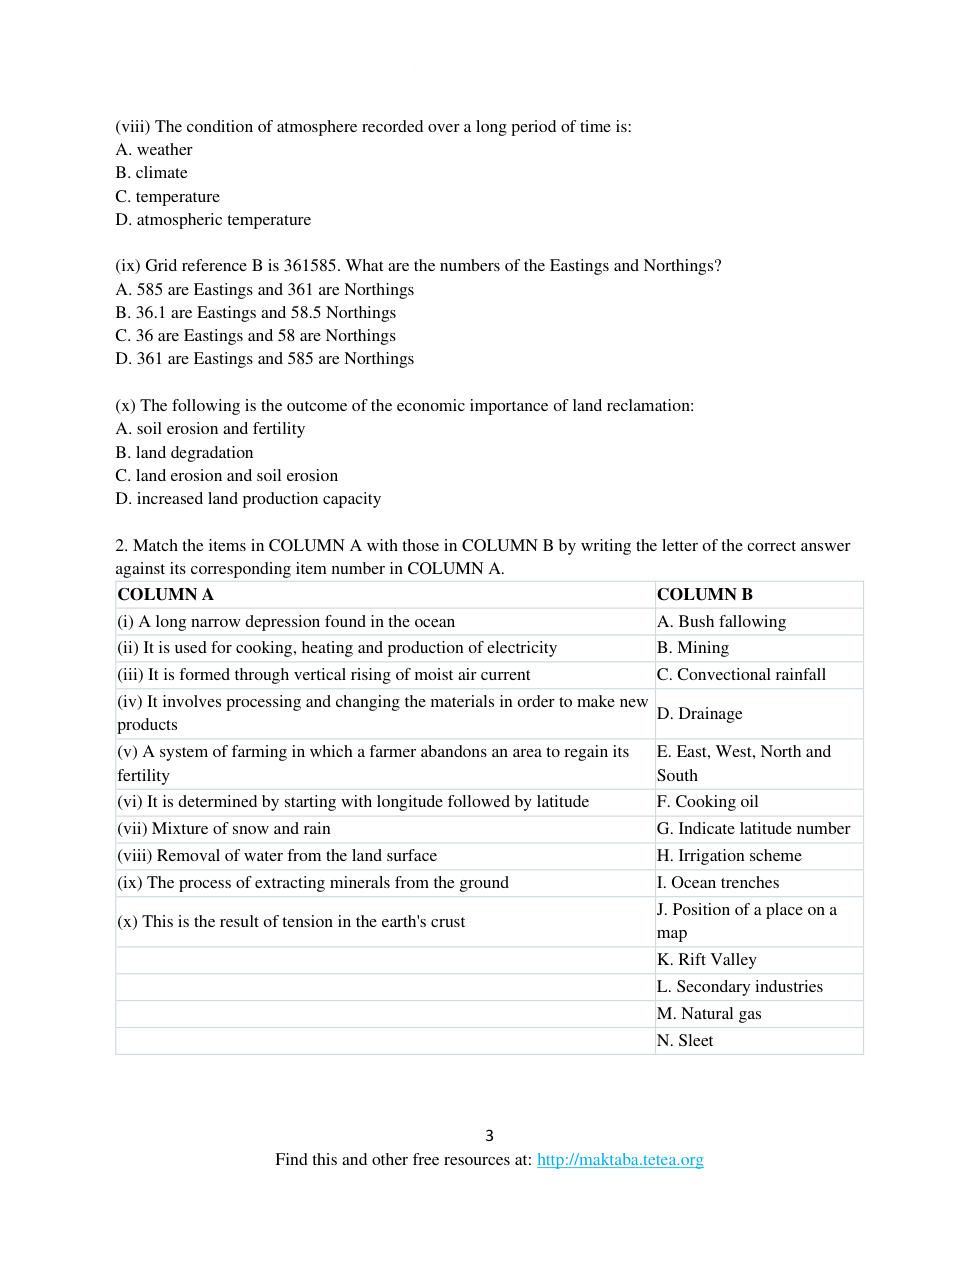 (viii) The condition of atmosphere recorded over a long period of time is:
A. weather
B. climate
C. temperature
D. atmospheric temperature
(ix) Grid reference B is 361585. What are the numbers of the Eastings and Northings?
A. 585 are Eastings and 361 are Northings
B. 36.1 are Eastings and 58.5 Northings
C. 36 are Eastings and 58 are Northings
D. 361 are Eastings and 585 are Northings
(x) The following is the outcome of the economic importance of land reclamation:
A. soil erosion and fertility
B. land degradation
C. land erosion and soil erosion
D. increased land production capacity
2. Match the items in COLUMN A with those in COLUMN B by writing the letter of the correct answer
against its corresponding item number in COLUMN A.
COLUMN A COLUMN B
(i) A long narrow depression found in the ocean A. Bush fallowing
(ii) It is used for cooking, heating and production of electricity B. Mining
(iii) It is formed through vertical rising of moist air current C. Convectional rainfall
(iv) It involves processing and changing the materials in order to make new
products
D. Drainage
(v) A system of farming in which a farmer abandons an area to regain its
fertility
E. East, West, North and
South
(vi) It is determined by starting with longitude followed by latitude F. Cooking oil
(vii) Mixture of snow and rain G. Indicate latitude number
(viii) Removal of water from the land surface H. Irrigation scheme
(ix) The process of extracting minerals from the ground I. Ocean trenches
(x) This is the result of tension in the earth's crust
J. Position of a place on a
map
K. Rift Valley
L. Secondary industries
M. Natural gas
N. Sleet
3
Find this and other free resources at: http://maktaba.tetea.org